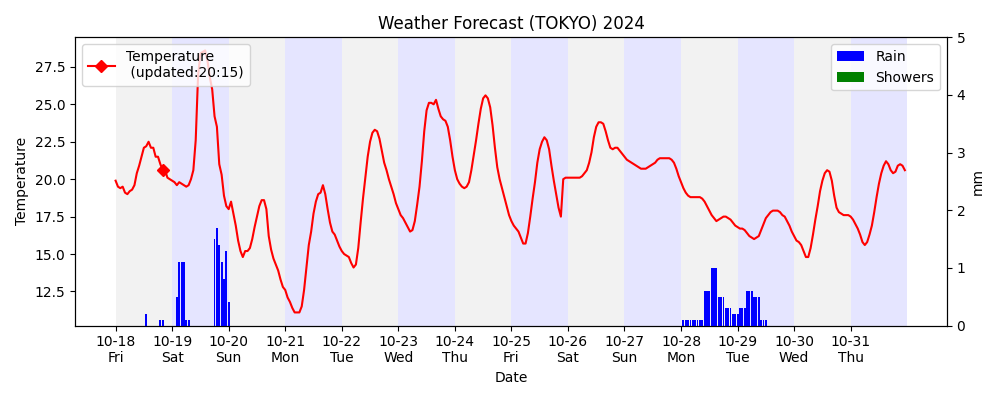 Weather Forecast (TOKYO) 2024
Temperature
(updated:20:15)
Rain
Showers
27.5
25.0
22.5
20.0
17.5
15.0
12.5
Temperature
5
4
3
2
1
0
mm
10-18 10-19 10-20 10-21 10-22 10-23 10-24 10-25 10-26 10-27 10-28 10-29 10-30 10-31
Fri Sat Sun Mon Tue Wed Thu Fri Sat Sun Mon Tue Wed Thu
Date